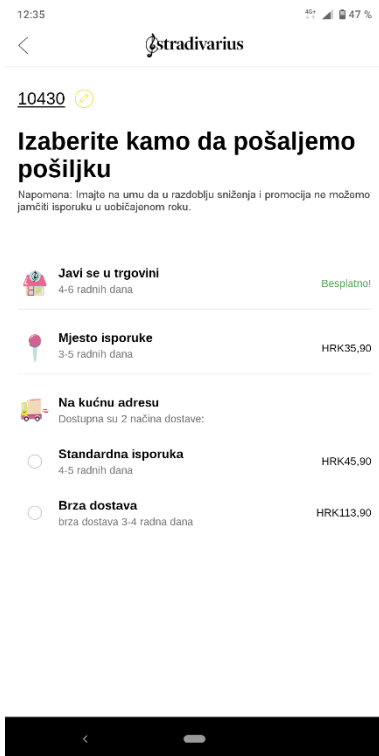 12:35
4G+
47 %
Stradivarius
10430
Izaberite kamo da pošaljemo
pošiljku
Napomena: Imajte na umu da u razdoblju sniženja i promocija ne možemo
jamčiti isporuku u uobičajenom roku.
Javi se u trgovini
4-6 radnih dana
Besplatno!
Mjesto isporuke
3-5 radnih dana
HRK35,90
Na kućnu adresu
Dostupna su 2 načina dostave:
Standardna isporuka
4-5 radnih dana
HRK45,90
Brza dostava
brza dostava 3-4 radna dana
HRK113,90